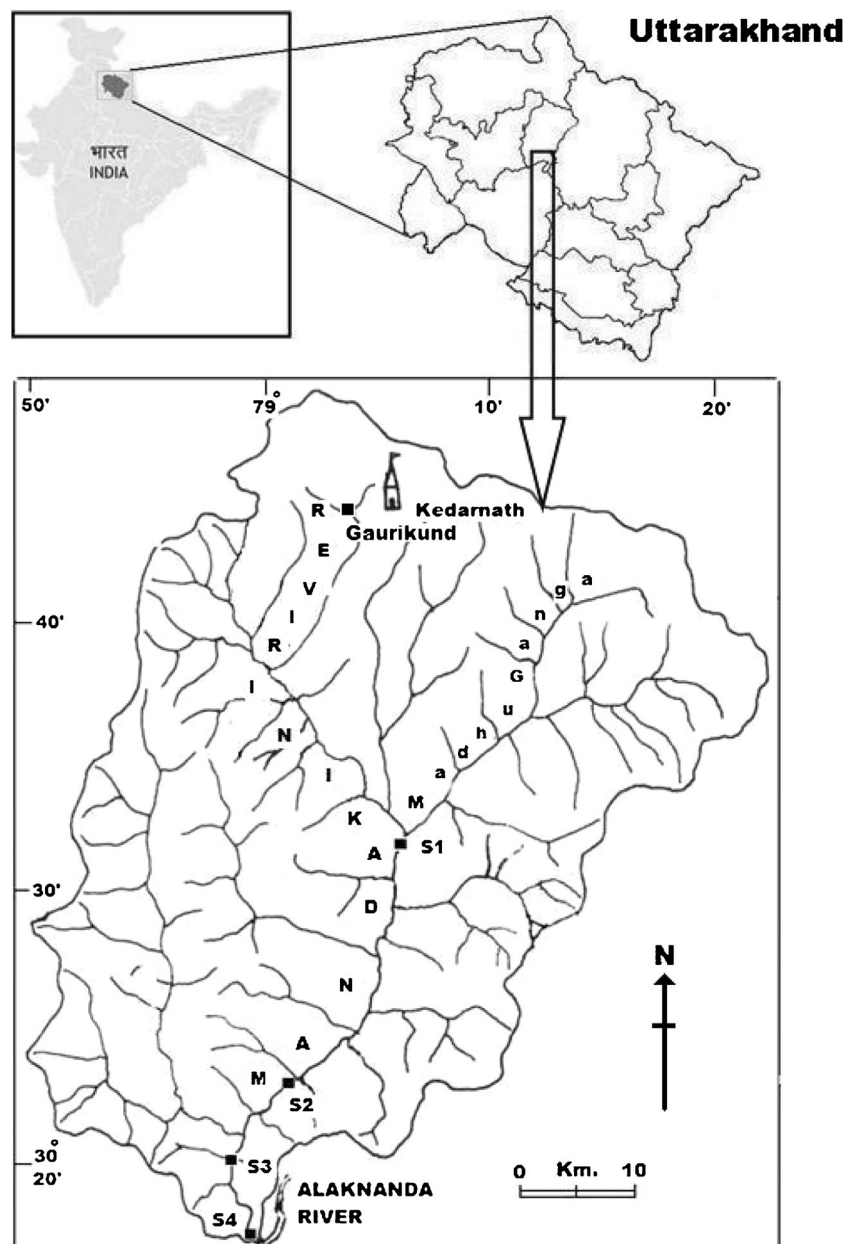 Uttarakhand
भारत
INDIA
50'
79°
10'
20'
Kedarnath
Gaurikund
40'
30'
30°
20'
R
E
V
I
R
I
N
I
K
A
D
N
A
M
a
g
n
a
G
u
h
d
a
M
S1
S2
S3
S4
N
0 Km. 10
ALAKNANDA
RIVER